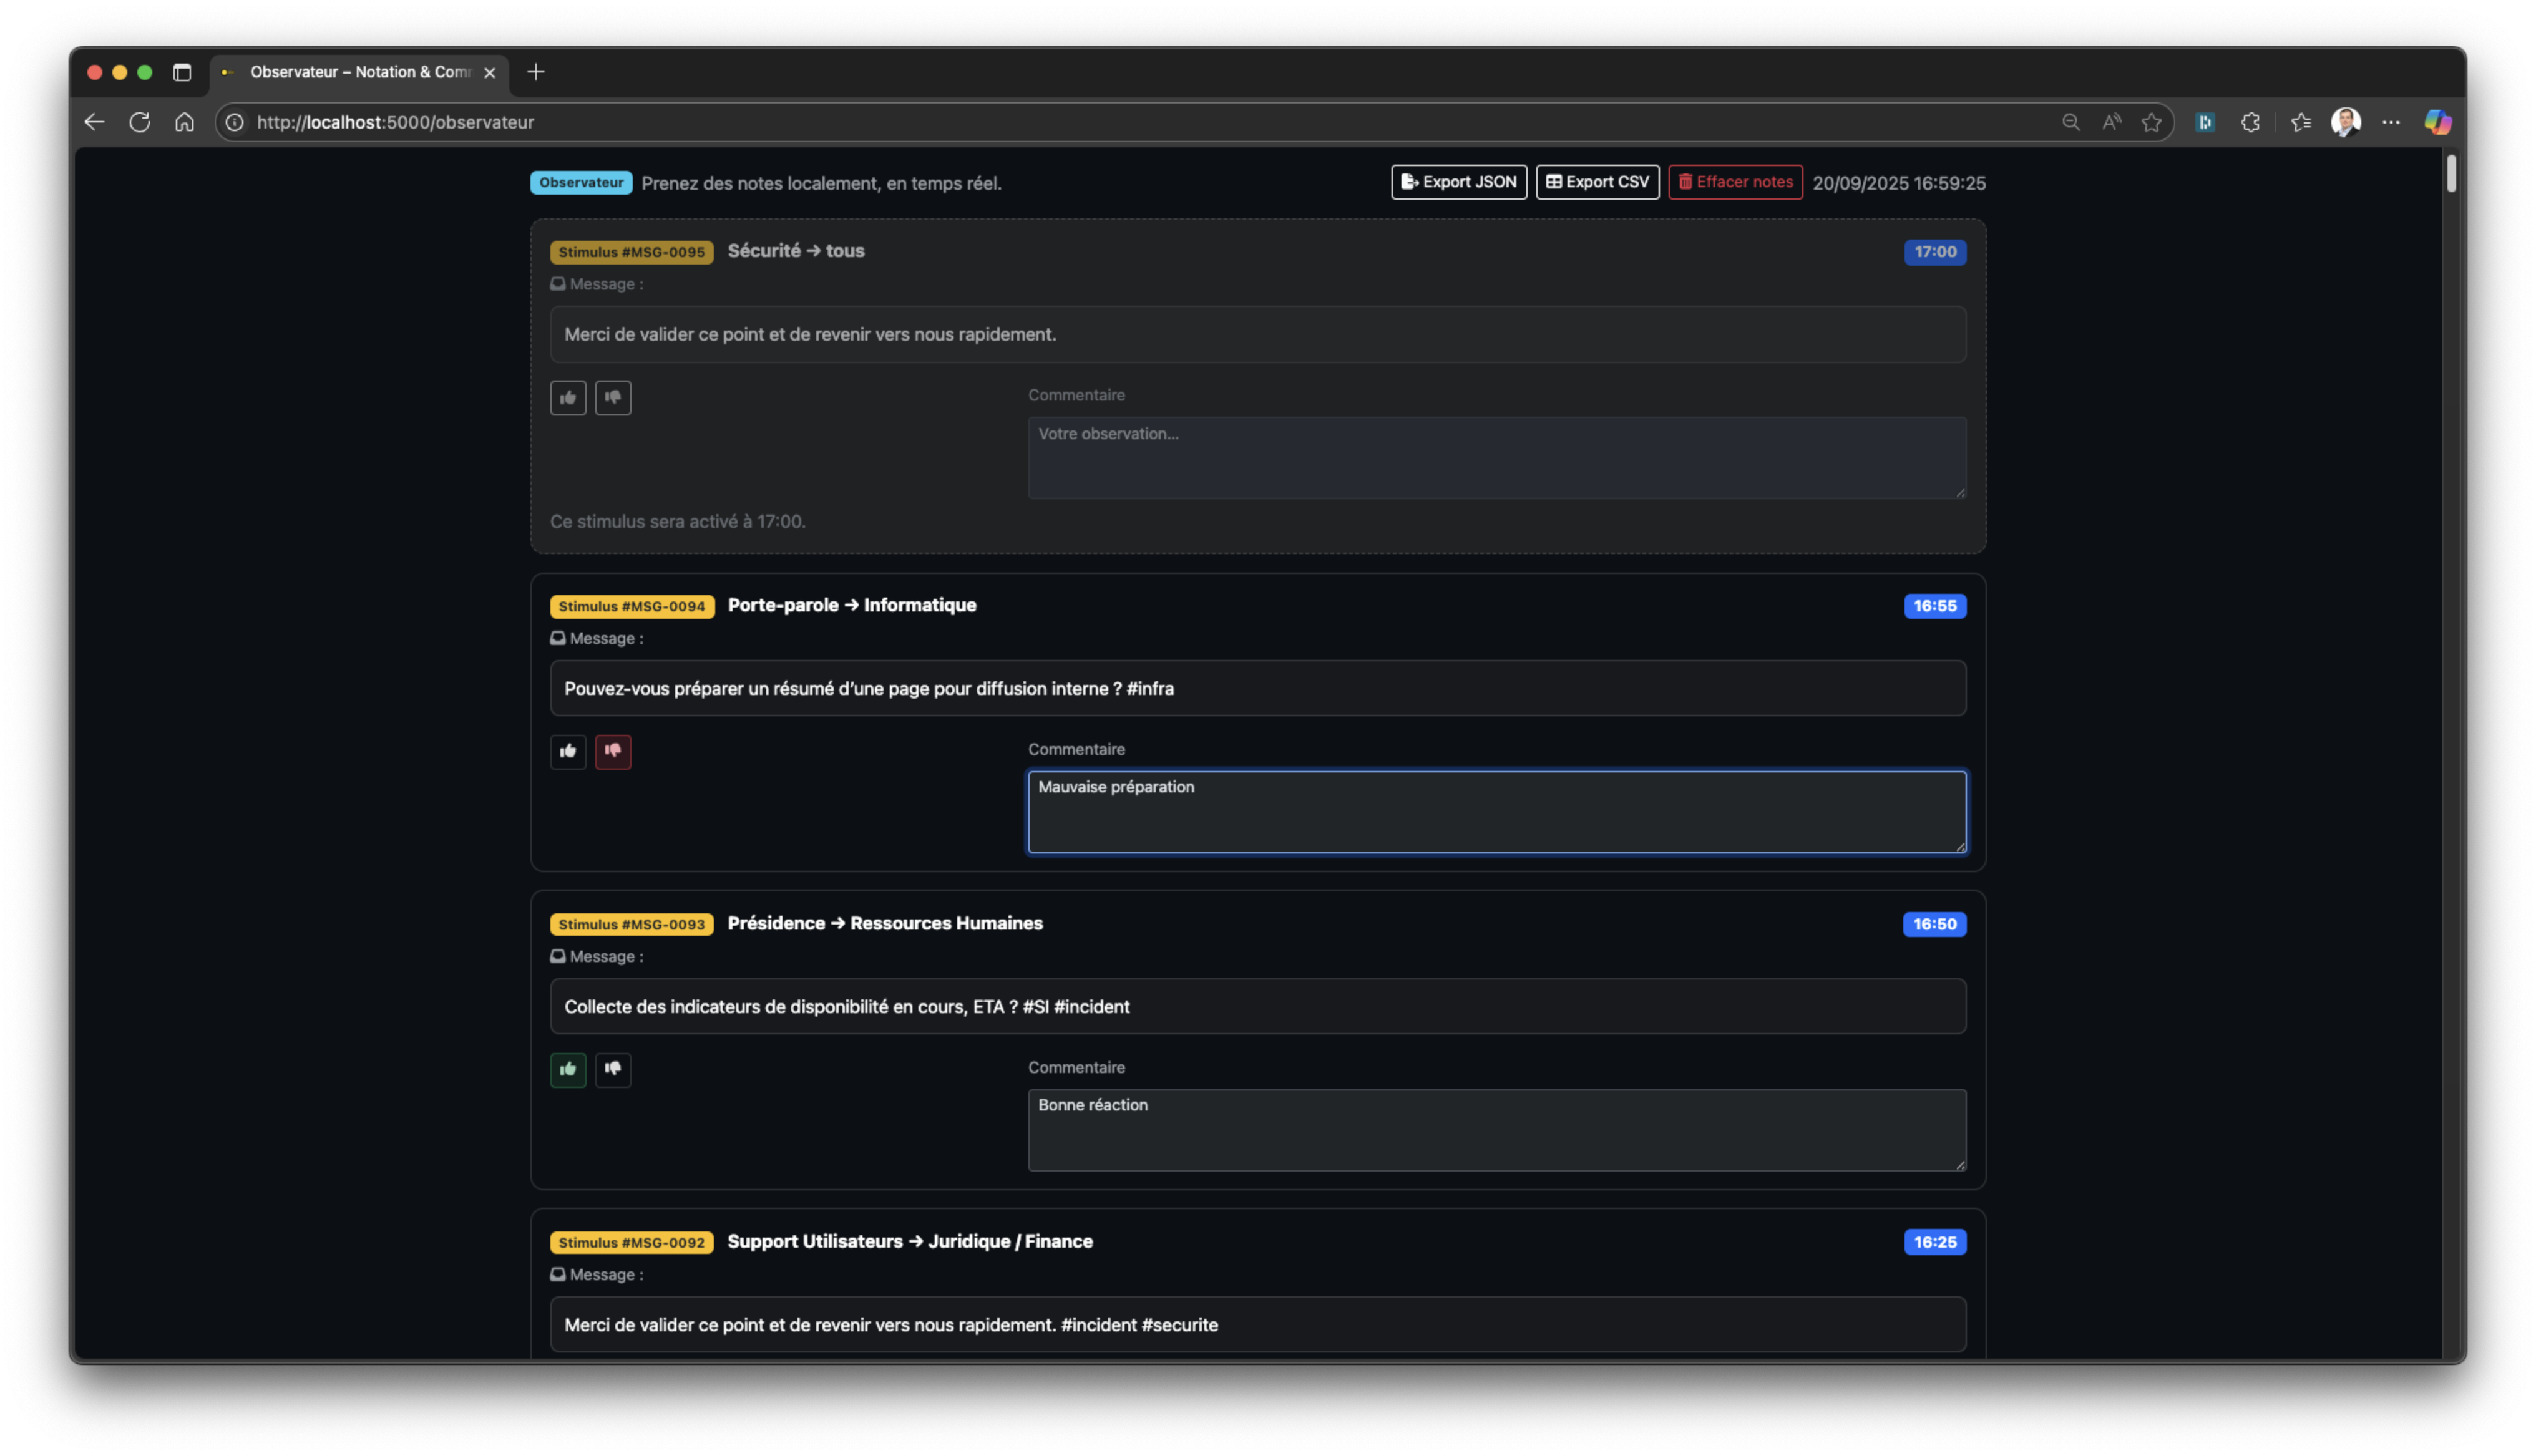 Observateur – Notation & Com
http://localhost:5000/observateur
Observateur Prenez des notes localement, en temps réel. Export JSON Export CSV Effacer notes 20/09/2025 16:59:25
Stimulus #MSG-0095 Sécurité → tous 17:00
Message :
Merci de valider ce point et de revenir vers nous rapidement.
Commentaire
Votre observation...
Ce stimulus sera activé à 17:00.
Stimulus #MSG-0094 Porte-parole → Informatique 16:55
Message :
Pouvez-vous préparer un résumé d’une page pour diffusion interne ? #infra
Commentaire
Mauvaise préparation
Stimulus #MSG-0093 Présidence → Ressources Humaines 16:50
Message :
Collecte des indicateurs de disponibilité en cours, ETA ? #SI #incident
Commentaire
Bonne réaction
Stimulus #MSG-0092 Support Utilisateurs → Juridique / Finance 16:25
Message :
Merci de valider ce point et de revenir vers nous rapidement. #incident #securite